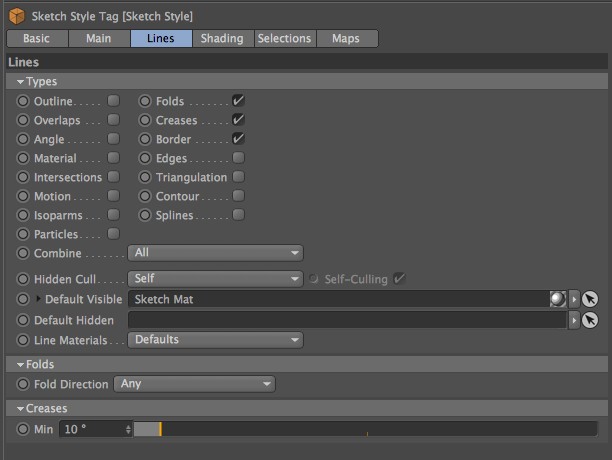 Sketch Style Tag [Sketch Style]
Basic Main Lines Shading Selections Maps
Lines
Types
Outline Folds
Overlaps Creases
Angle Border
Material Edges
Intersections Triangulation
Motion Contour
Isoparms Splines
Particles
Combine All
Hidden Cull Self Self-Culling
Default Visible Sketch Mat
Default Hidden
Line Materials Defaults
Folds
Fold Direction Any
Creases
Min 10 °